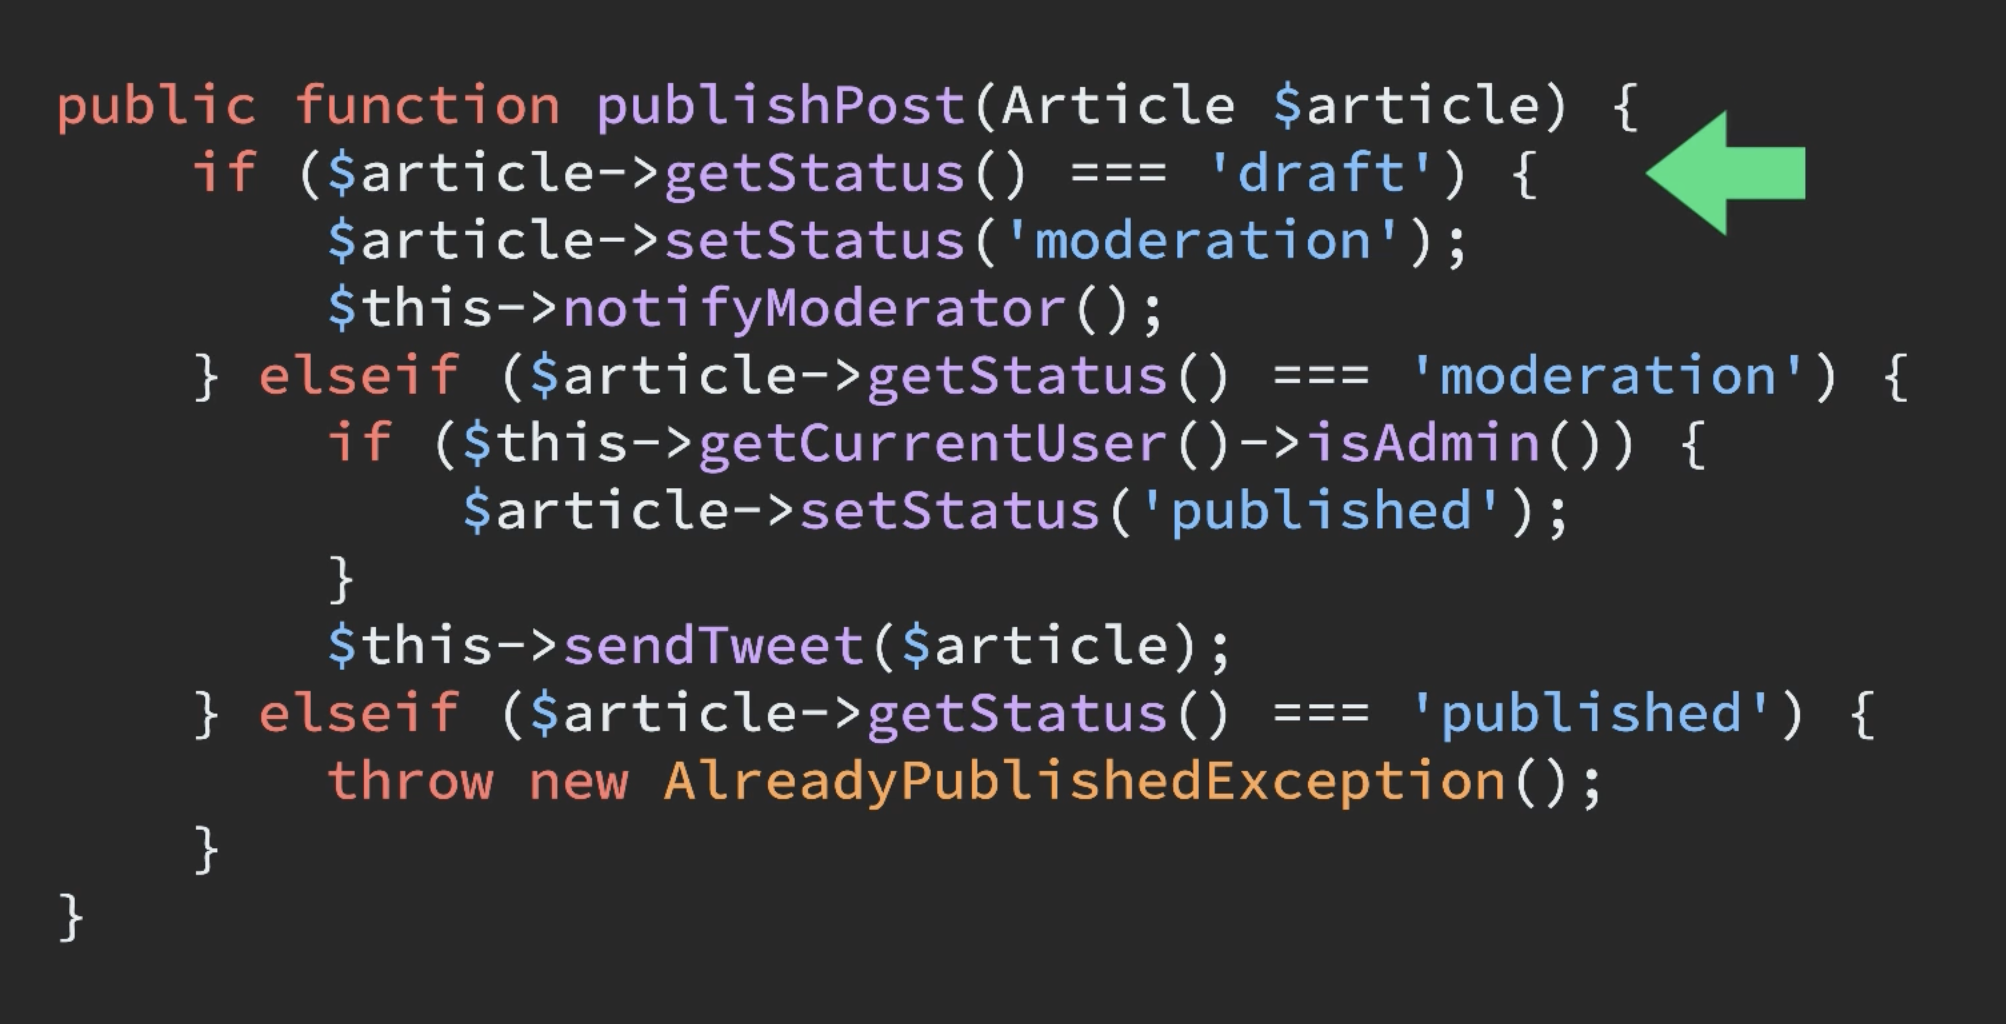 public function publishPost(Article $article) {
    if ($article->getStatus() === 'draft') {
        $article->setStatus('moderation');
        $this->notifyModerator();
    } elseif ($article->getStatus() === 'moderation') {
        if ($this->getCurrentUser()->isAdmin()) {
            $article->setStatus('published');
        }
        $this->sendTweet($article);
    } elseif ($article->getStatus() === 'published') {
        throw new AlreadyPublishedException();
    }
}